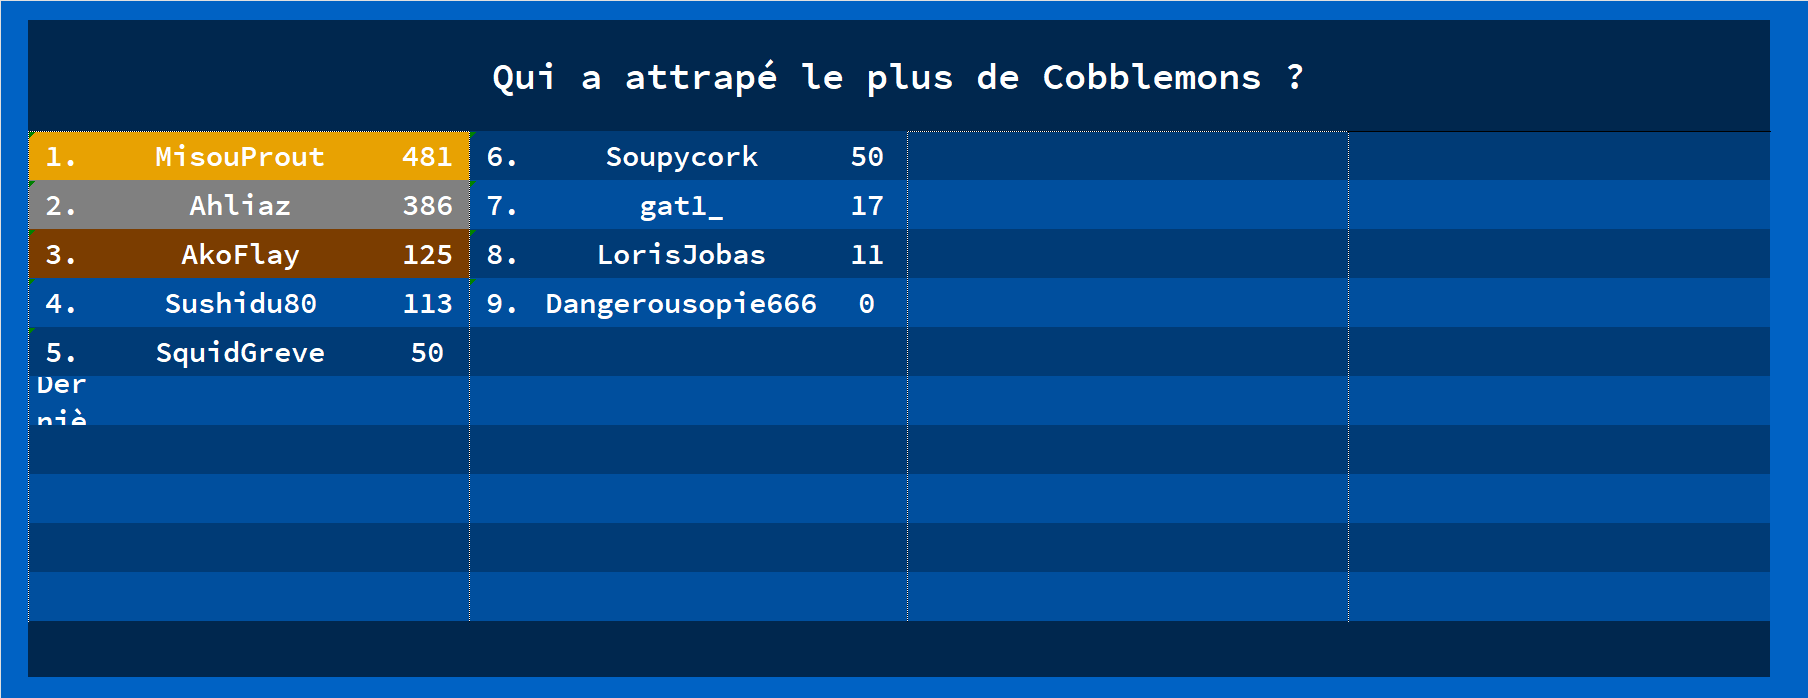 Qui a attrapé le plus de Cobblemons ?
1. MisouProut 481
2. Ahliaz 386
3. AkoFlay 125
4. Sushidu80 113
5. SquidGreve 50
Der
niè
6. Soupycork 50
7. gatl_ 17
8. LorisJobas 11
9. Dangerousopie666 0